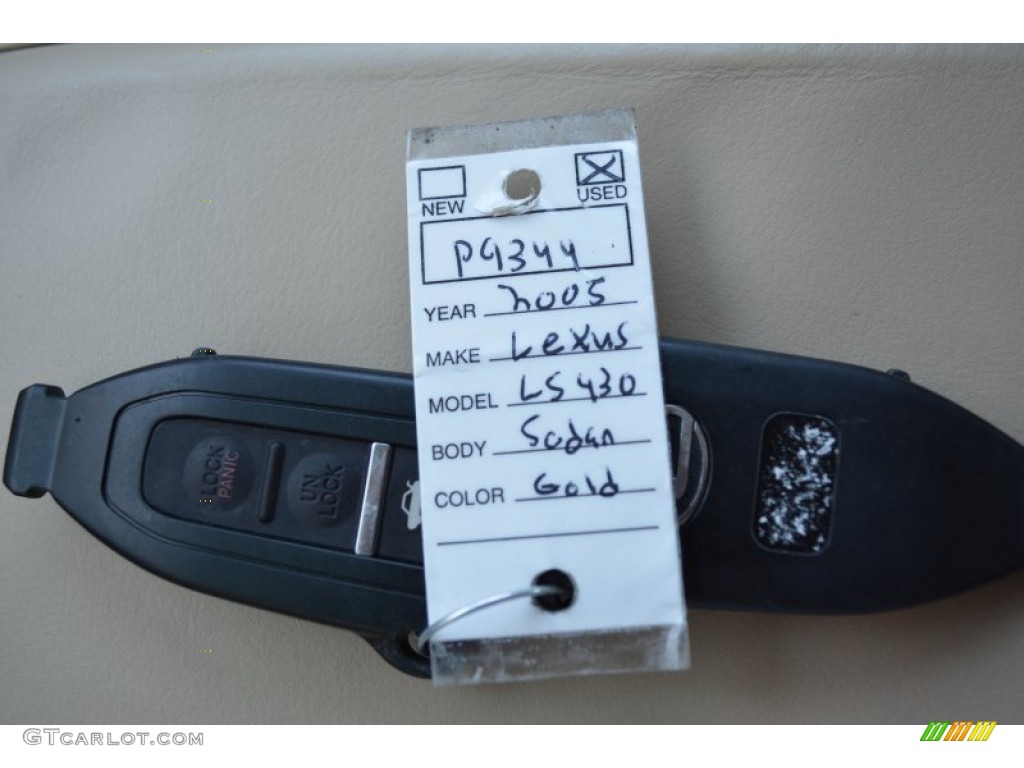 NEW USED
P9344
YEAR 2005
MAKE Lexus
MODEL LS430
BODY Sedan
COLOR Gold
LOCK
PANIC
UN
LOCK
GTCARLOT.COM